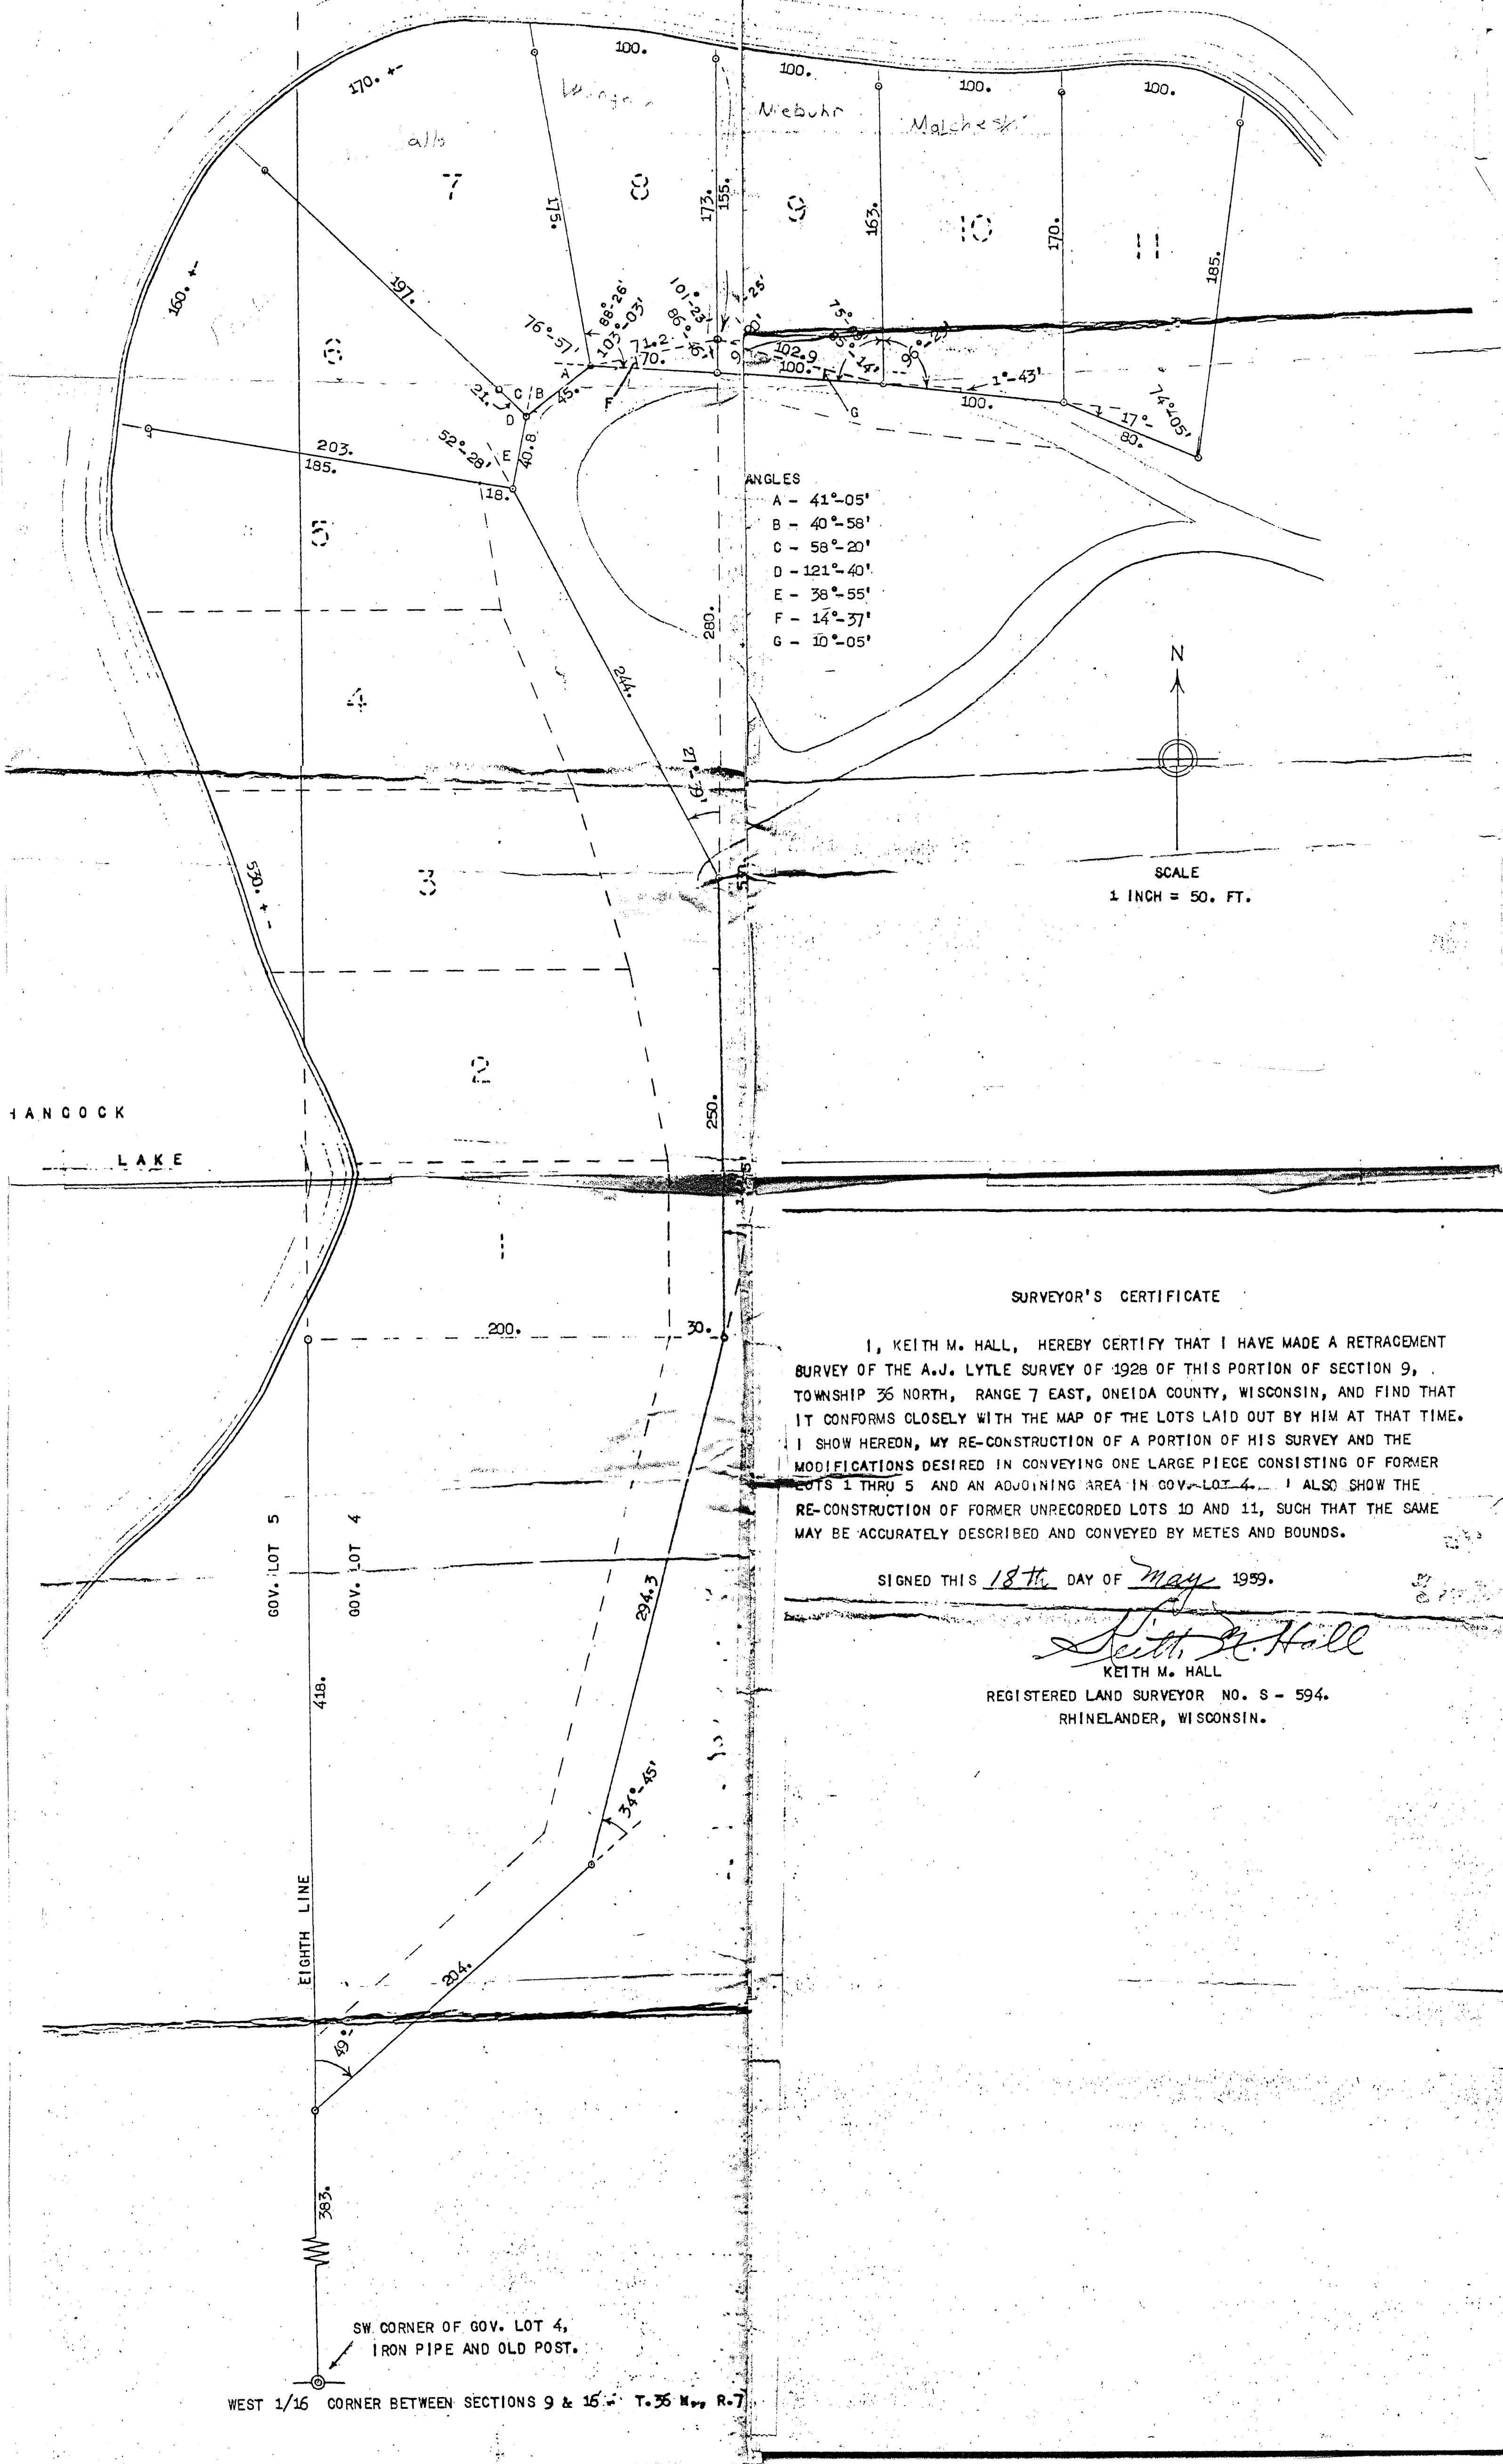 170. +-
100.
100.
100.
100.
Niebuhr
7
8
9
10
11
175.
173.
155.
163.
170.
185.
160. +-
197.
6
76°-57'
88°-26'
103°-03'
71.2
70.
102.9
100.
1°-43'
100.
17°-
80.
74°-05'
A
C
B
D
E
F
G
21.
45.
40.8
52°-28'
203.
185.
18.
5
ANGLES
A - 41°-05'
B - 40°-58'
C - 58°-20'
D - 121°-40'
E - 38°-55'
F - 14°-37'
G - 10°-05'
280.
244.
4
N
SCALE
1 INCH = 50. FT.
530. + -
3
2
250.
HANCOCK
LAKE
1
200.
30.
SURVEYOR'S CERTIFICATE
I, KEITH M. HALL, HEREBY CERTIFY THAT I HAVE MADE A RETRACEMENT
SURVEY OF THE A.J. LYTLE SURVEY OF 1928 OF THIS PORTION OF SECTION 9,
TOWNSHIP 36 NORTH, RANGE 7 EAST, ONEIDA COUNTY, WISCONSIN, AND FIND THAT
IT CONFORMS CLOSELY WITH THE MAP OF THE LOTS LAID OUT BY HIM AT THAT TIME.
I SHOW HEREON, MY RE-CONSTRUCTION OF A PORTION OF HIS SURVEY AND THE
MODIFICATIONS DESIRED IN CONVEYING ONE LARGE PIECE CONSISTING OF FORMER
LOTS 1 THRU 5 AND AN ADJOINING AREA IN GOV. LOT 4. I ALSO SHOW THE
RE-CONSTRUCTION OF FORMER UNRECORDED LOTS 10 AND 11, SUCH THAT THE SAME
MAY BE ACCURATELY DESCRIBED AND CONVEYED BY METES AND BOUNDS.
SIGNED THIS 18th DAY OF May 1959.
Keith M. Hall
KEITH M. HALL
REGISTERED LAND SURVEYOR NO. S - 594.
RHINELANDER, WISCONSIN.
GOV. LOT 5
GOV. LOT 4
294.3
418.
34°-45'
EIGHTH LINE
204.
49°-
383.
SW CORNER OF GOV. LOT 4,
IRON PIPE AND OLD POST.
WEST 1/16 CORNER BETWEEN SECTIONS 9 & 16 - T.36 N., R.7